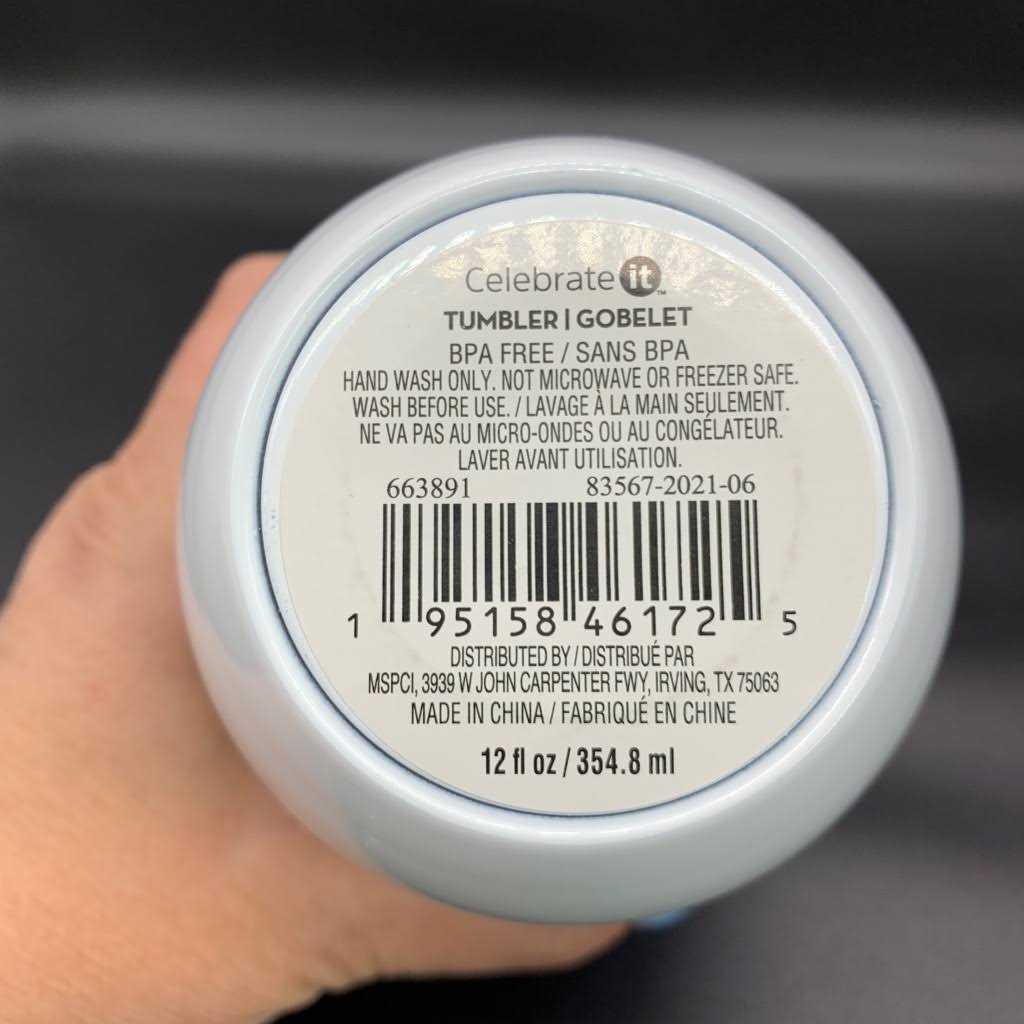 Celebrate it™
TUMBLER | GOBELET
BPA FREE / SANS BPA
HAND WASH ONLY. NOT MICROWAVE OR FREEZER SAFE.
WASH BEFORE USE. / LAVAGE À LA MAIN SEULEMENT.
NE VA PAS AU MICRO-ONDES OU AU CONGÉLATEUR.
LAVER AVANT UTILISATION.
663891 83567-2021-06
1 95158 46172 5
DISTRIBUTED BY / DISTRIBUÉ PAR
MSPCI, 3939 W JOHN CARPENTER FWY, IRVING, TX 75063
MADE IN CHINA / FABRIQUÉ EN CHINE
12 fl oz / 354.8 ml